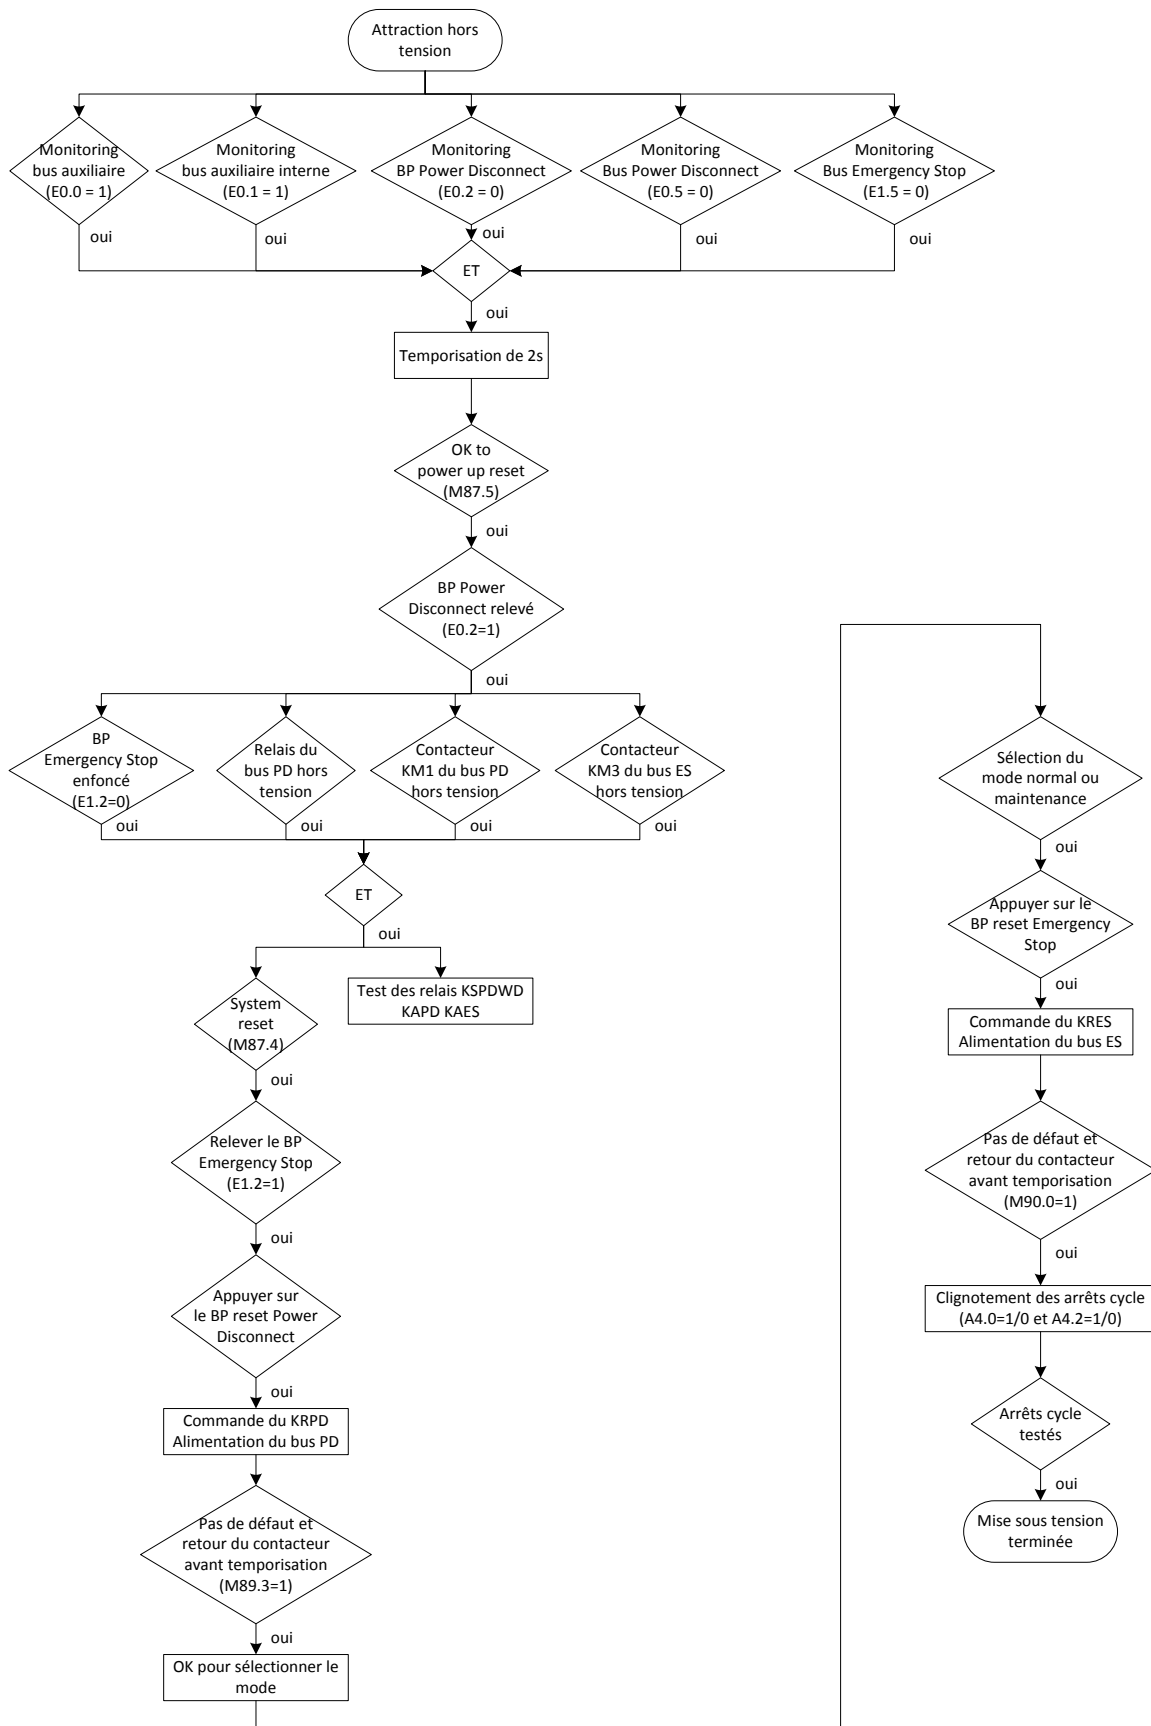 Attraction hors
tension
Monitoring
bus auxiliaire
(E0.0 = 1)
Monitoring
bus auxiliaire interne
(E0.1 = 1)
Monitoring
BP Power Disconnect
(E0.2 = 0)
Monitoring
Bus Power Disconnect
(E0.5 = 0)
Monitoring
Bus Emergency Stop
(E1.5 = 0)
oui
oui
oui
oui
oui
ET
oui
Temporisation de 2s
OK to
power up reset
(M87.5)
oui
BP Power
Disconnect relevé
(E0.2=1)
oui
BP
Emergency Stop
enfoncé
(E1.2=0)
Relais du
bus PD hors
tension
Contacteur
KM1 du bus PD
hors tension
Contacteur
KM3 du bus ES
hors tension
oui
oui
oui
oui
ET
oui
System
reset
(M87.4)
Test des relais KSPDWD
KAPD KAES
oui
Relever le BP
Emergency Stop
(E1.2=1)
oui
Appuyer sur
le BP reset Power
Disconnect
oui
Commande du KRPD
Alimentation du bus PD
Pas de défaut et
retour du contacteur
avant temporisation
(M89.3=1)
oui
OK pour sélectionner le
mode
Sélection du
mode normal ou
maintenance
oui
Appuyer sur le
BP reset Emergency
Stop
oui
Commande du KRES
Alimentation du bus ES
Pas de défaut et
retour du contacteur
avant temporisation
(M90.0=1)
oui
Clignotement des arrêts cycle
(A4.0=1/0 et A4.2=1/0)
Arrêts cycle
testés
oui
Mise sous tension
terminée